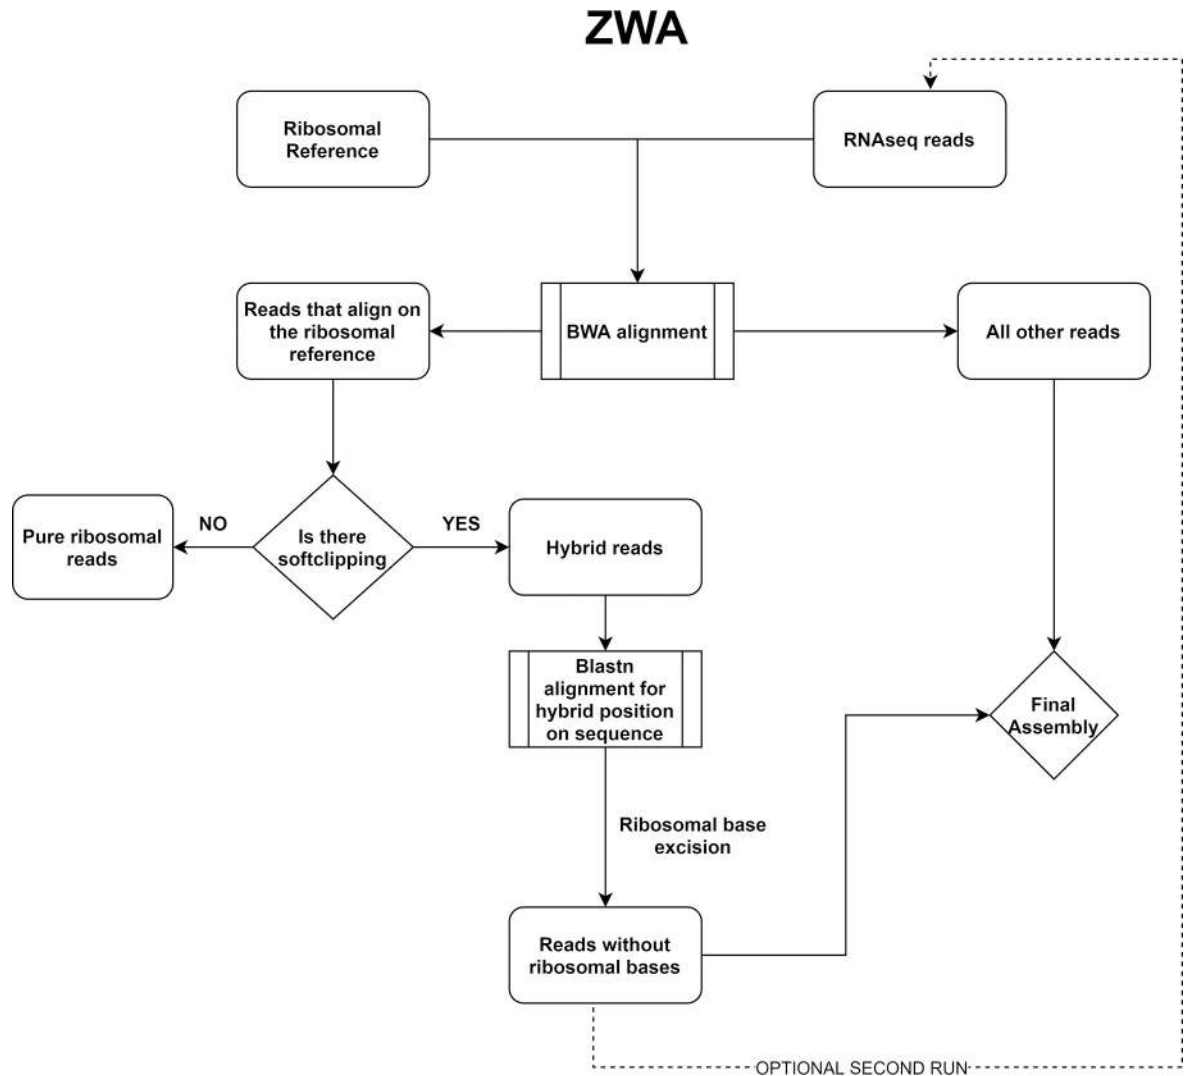 ZWA
Ribosomal
Reference
RNAseq reads
Reads that align on
the ribosomal
reference
BWA alignment
All other reads
Pure ribosomal
reads
NO
Is there
softclipping
YES
Hybrid reads
Blastn
alignment for
hybrid position
on sequence
Final
Assembly
Ribosomal base
excision
Reads without
ribosomal bases
OPTIONAL SECOND RUN